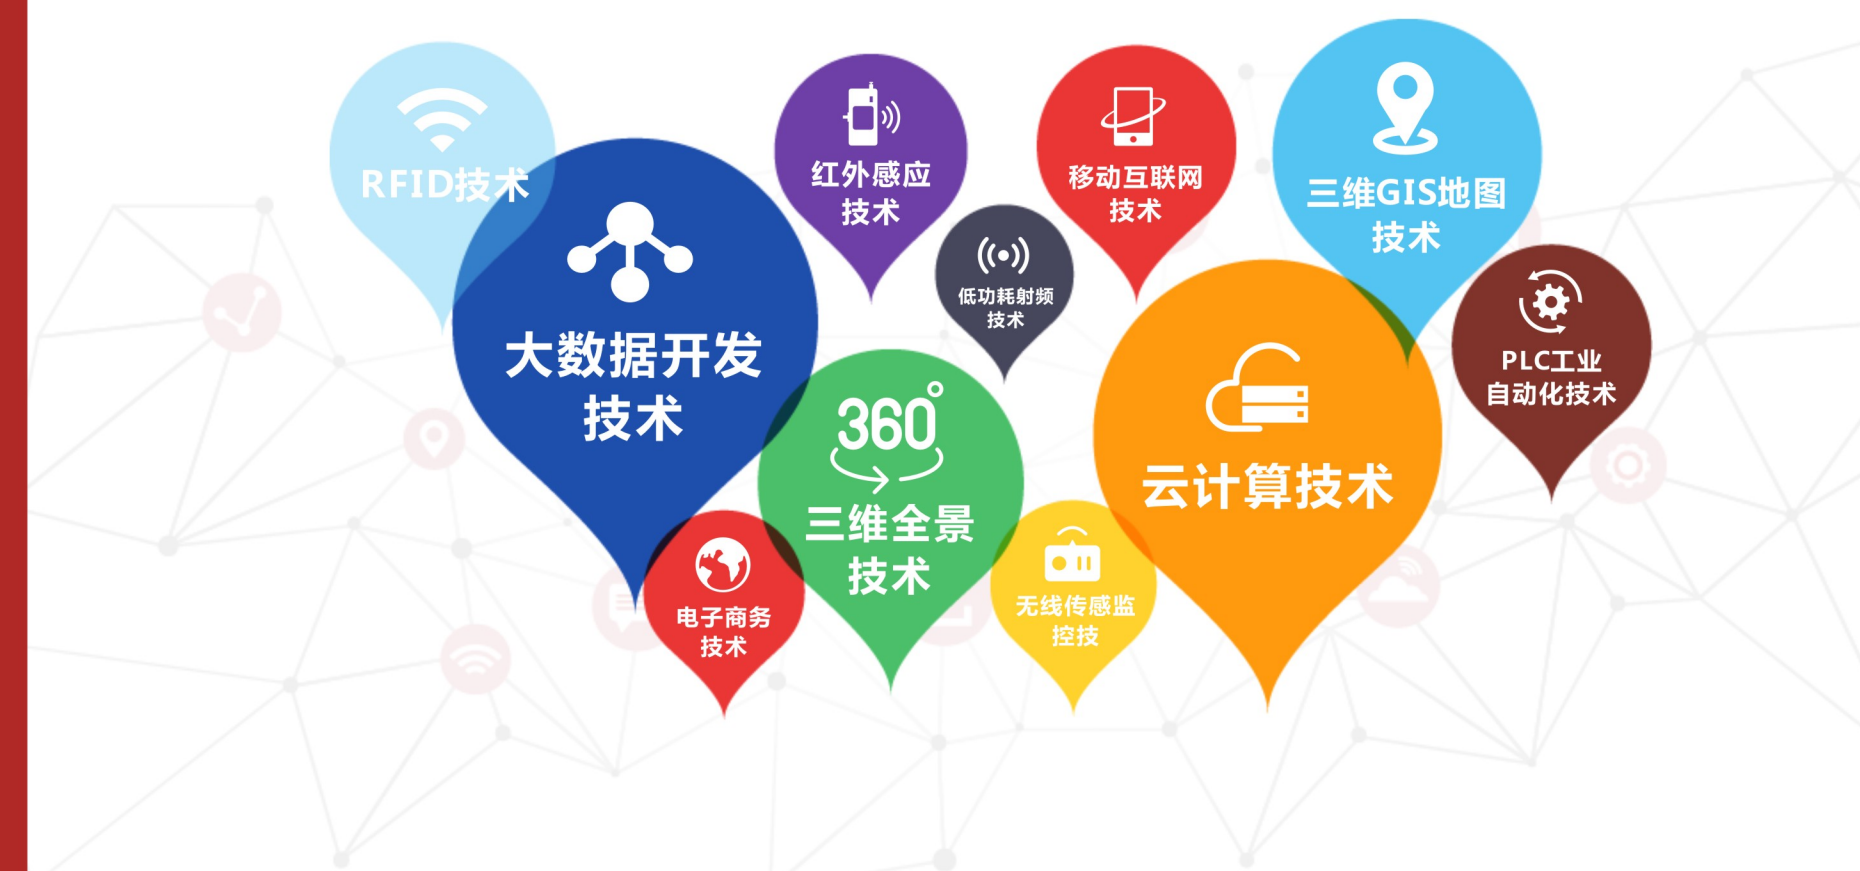 RFID技术
大数据开发
技术
红外感应
技术
低功耗射频
技术
移动互联网
技术
三维GIS地图
技术
PLC工业
自动化技术
360°
三维全景
技术
云计算技术
电子商务
技术
无线传感监
控技